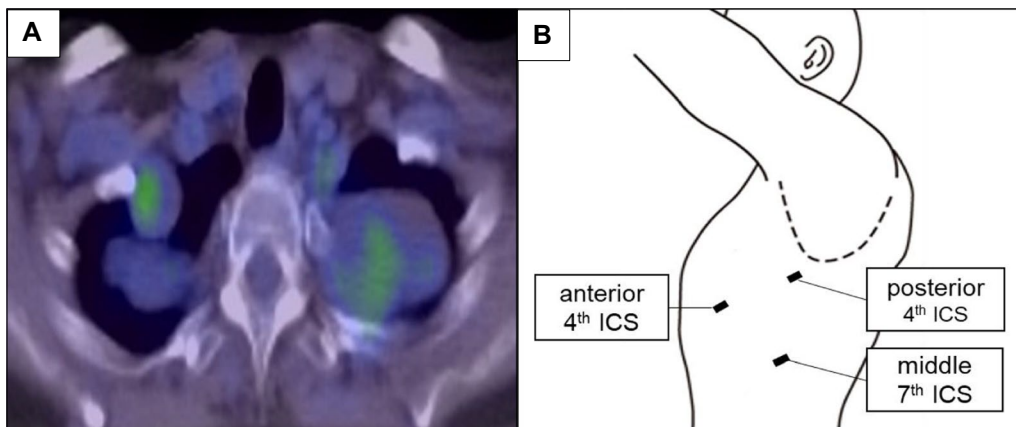 A
B
anterior
4th ICS
posterior
4th ICS
middle
7th ICS